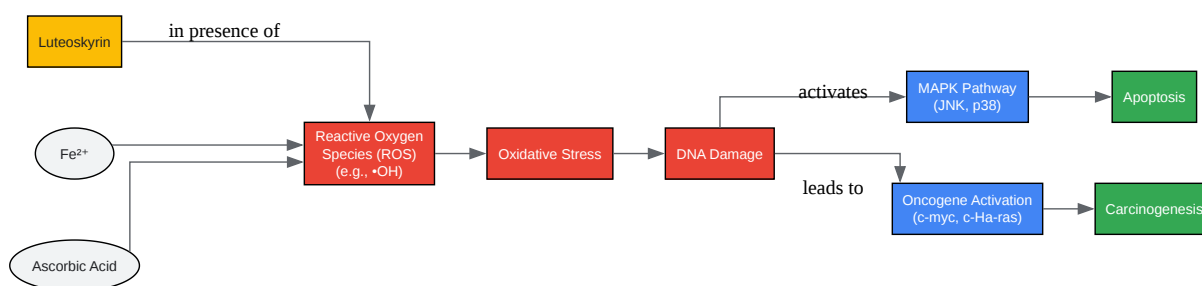 Luteoskyrin
in presence of
Fe²⁺
Ascorbic Acid
Reactive Oxygen
Species (ROS)
(e.g., •OH)
Oxidative Stress
DNA Damage
activates
MAPK Pathway
(JNK, p38)
Apoptosis
leads to
Oncogene Activation
(c-myc, c-Ha-ras)
Carcinogenesis